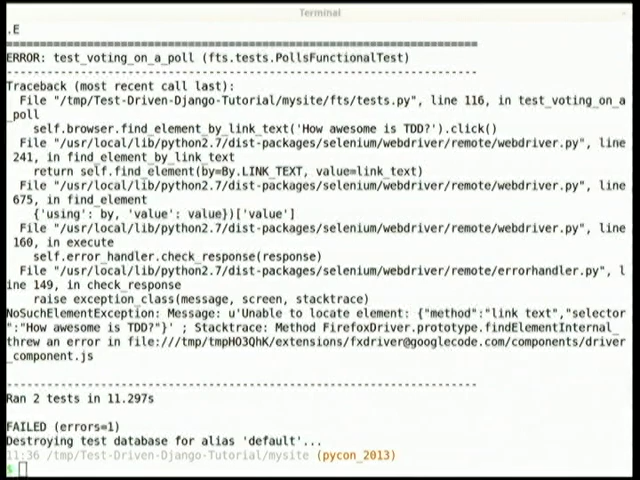 Terminal
.E
======================================================================
ERROR: test_voting_on_a_poll (fts.tests.PollsFunctionalTest)
----------------------------------------------------------------------
Traceback (most recent call last):
  File "/tmp/Test-Driven-Django-Tutorial/mysite/fts/tests.py", line 116, in test_voting_on_a
_poll
    self.browser.find_element_by_link_text('How awesome is TDD?').click()
  File "/usr/local/lib/python2.7/dist-packages/selenium/webdriver/remote/webdriver.py", line
241, in find_element_by_link_text
    return self.find_element(by=By.LINK_TEXT, value=link_text)
  File "/usr/local/lib/python2.7/dist-packages/selenium/webdriver/remote/webdriver.py", line
675, in find_element
    {'using': by, 'value': value})['value']
  File "/usr/local/lib/python2.7/dist-packages/selenium/webdriver/remote/webdriver.py", line
160, in execute
    self.error_handler.check_response(response)
  File "/usr/local/lib/python2.7/dist-packages/selenium/webdriver/remote/errorhandler.py", l
ine 149, in check_response
    raise exception_class(message, screen, stacktrace)
NoSuchElementException: Message: u'Unable to locate element: {"method":"link text","selector
":"How awesome is TDD?"}' ; Stacktrace: Method FirefoxDriver.prototype.findElementInternal_
threw an error in file:///tmp/tmpHO3QhK/extensions/fxdriver@googlecode.com/components/driver
_component.js
----------------------------------------------------------------------
Ran 2 tests in 11.297s
FAILED (errors=1)
Destroying test database for alias 'default'...
11:36 /tmp/Test-Driven-Django-Tutorial/mysite (pycon_2013)
$